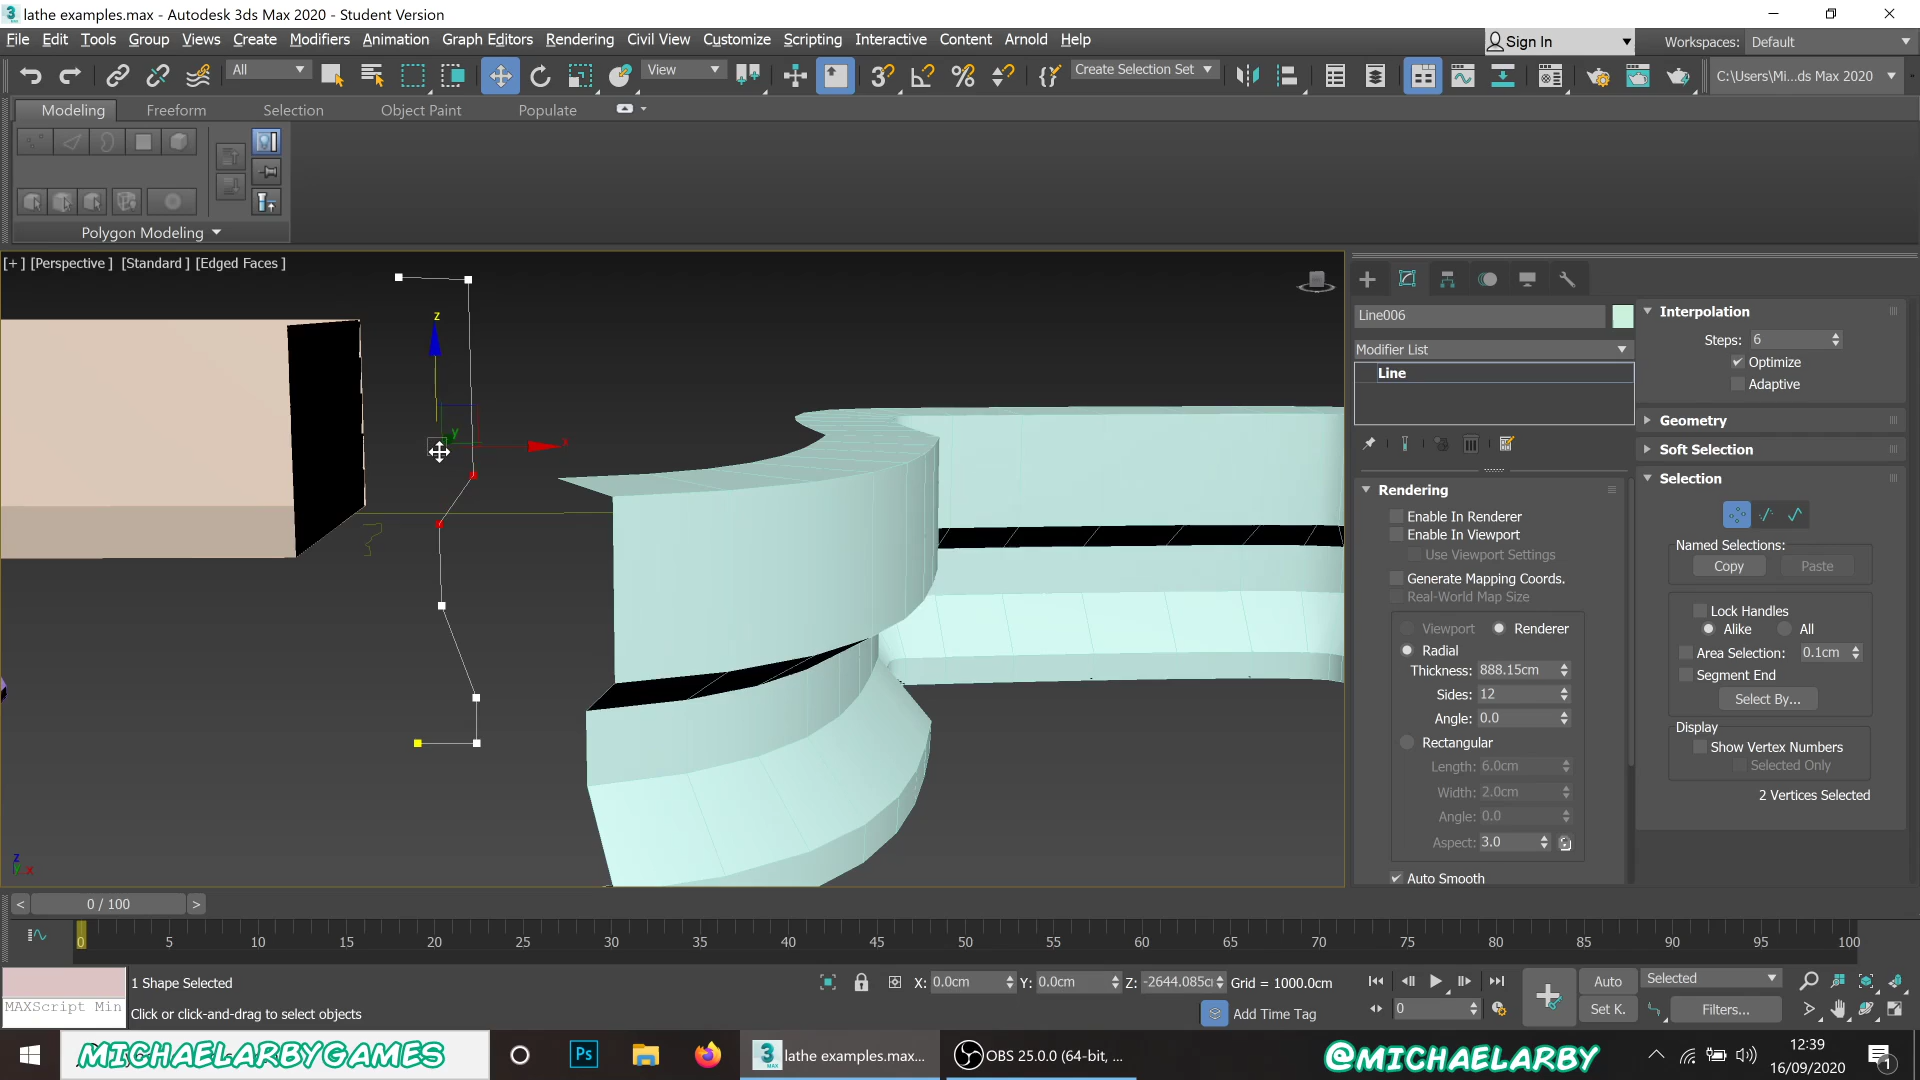 lathe examples.max - Autodesk 3ds Max 2020 - Student Version
File Edit Tools Group Views Create Modifiers Animation Graph Editors Rendering Civil View Customize Scripting Interactive Content Arnold Help
Sign In
Workspaces: Default
All
View
Create Selection Set
C:\Users\Mi...ds Max 2020
Modeling Freeform Selection Object Paint Populate
Polygon Modeling
[+] [Perspective ] [Standard ] [Edged Faces ]
z
y
x
z
y x
Line006
Modifier List
Line
Rendering
Enable In Renderer
Enable In Viewport
Use Viewport Settings
Generate Mapping Coords.
Real-World Map Size
Viewport Renderer
Radial
Thickness: 888.15cm
Sides: 12
Angle: 0.0
Rectangular
Length: 6.0cm
Width: 2.0cm
Angle: 0.0
Aspect: 3.0
Auto Smooth
Interpolation
Steps: 6
Optimize
Adaptive
Geometry
Soft Selection
Selection
Named Selections:
Copy Paste
Lock Handles
Alike All
Area Selection: 0.1cm
Segment End
Select By...
Display
Show Vertex Numbers
Selected Only
2 Vertices Selected
< 0 / 100 >
0 5 10 15 20 25 30 35 40 45 50 55 60 65 70 75 80 85 90 95 100
MAXScript Min
1 Shape Selected
Click or click-and-drag to select objects
X: 0.0cm Y: 0.0cm Z: -2644.085c Grid = 1000.0cm
Add Time Tag
0
Auto
Set K.
Selected
Filters...
MICHAELARBYGAMES
Ps
3 MAX
lathe examples.max...
OBS 25.0.0 (64-bit, ...
@MICHAELARBY
12:39
16/09/2020
1